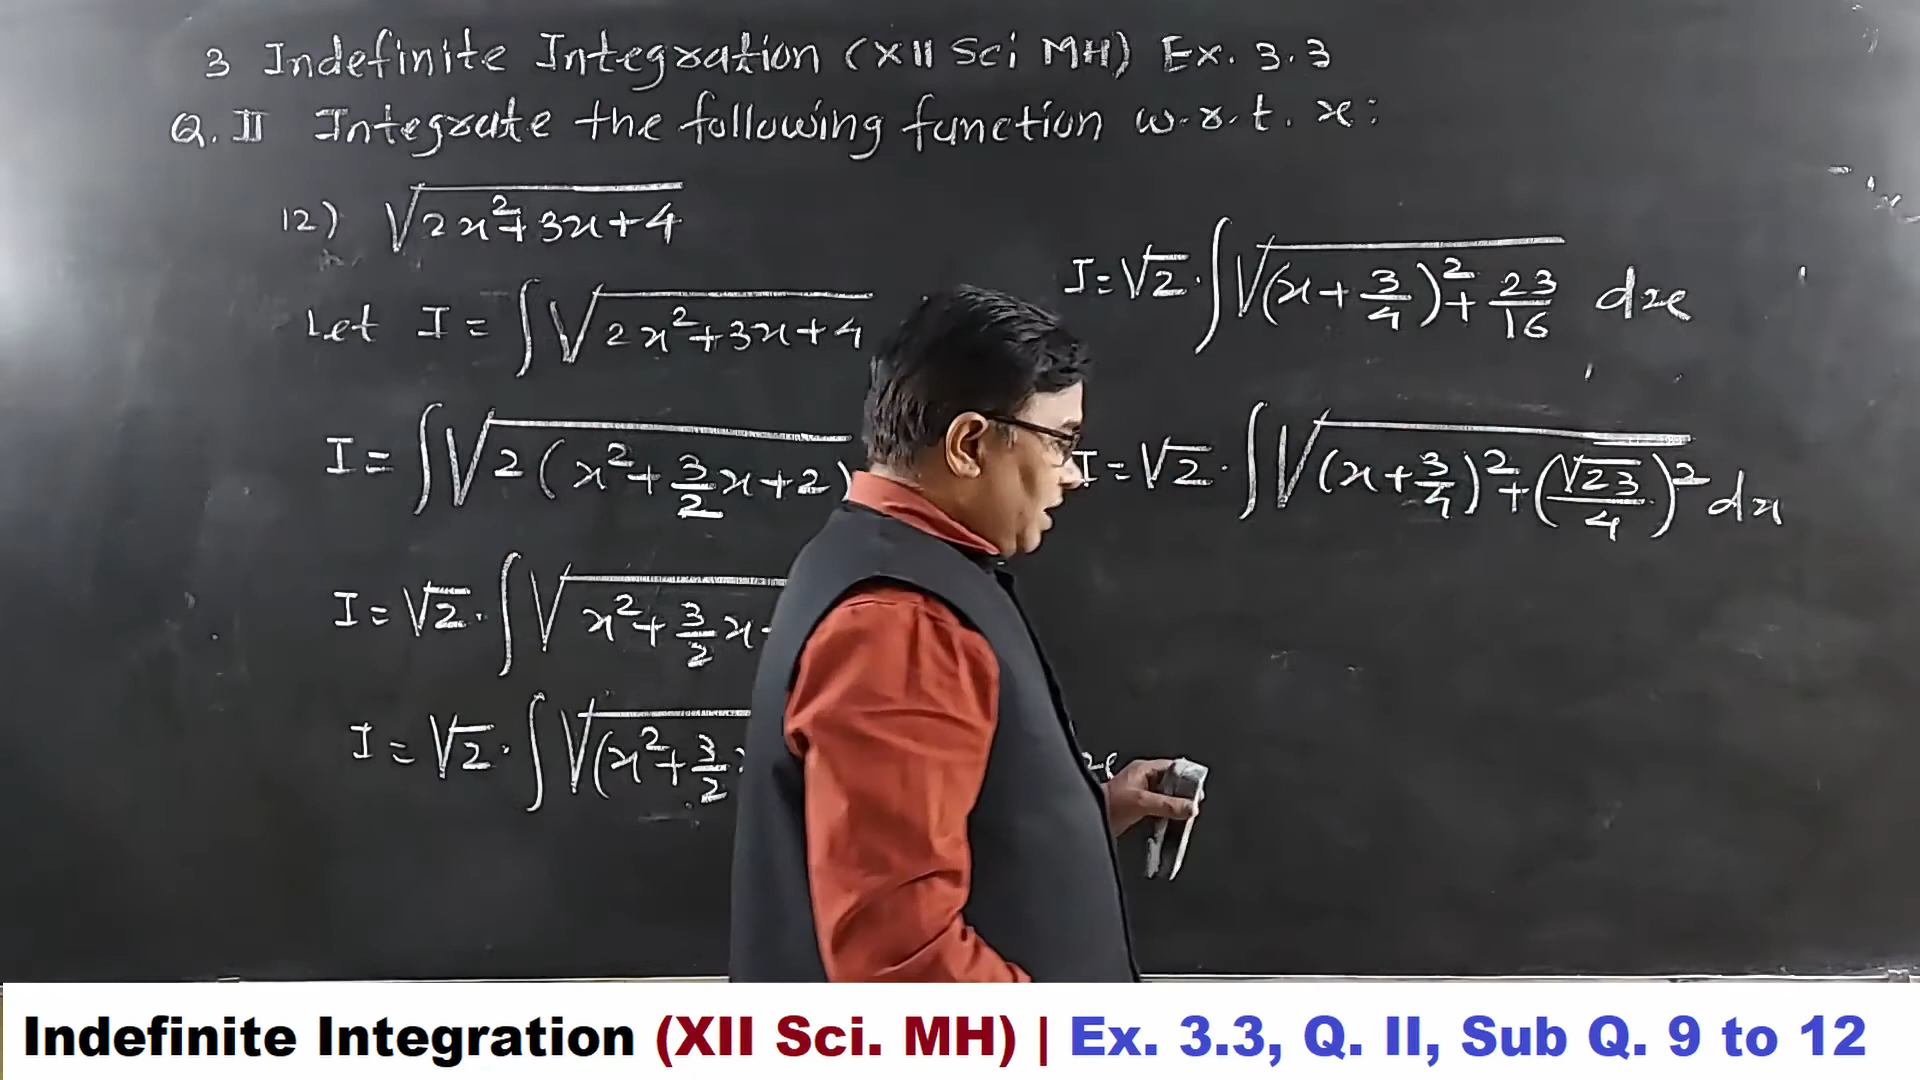 3 Indefinite Integration (XII Sci MH) Ex. 3.3
Q. II Integrate the following function w.r.t. x:
12) √2x²+3x+4
Let I = ∫√2x²+3x+4
I = ∫√2(x²+3/2x+2)
I = √2·∫√x²+3/2x
I = √2·∫√(x²+3/2
I = √2·∫√(x+3/4)²+23/16 dx
I = √2·∫√(x+3/4)²+(√23/4)² dx
Indefinite Integration (XII Sci. MH) | Ex. 3.3, Q. II, Sub Q. 9 to 12